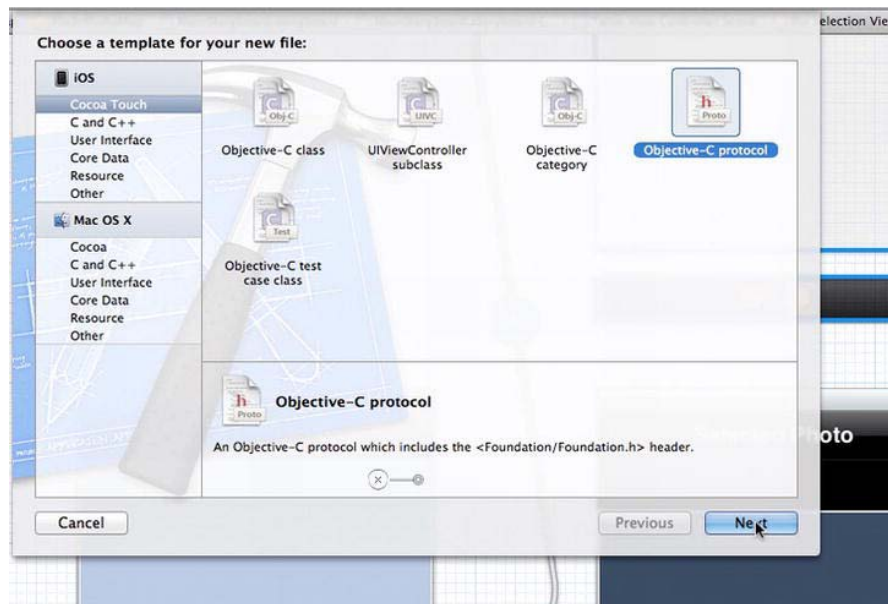 election Vie
Choose a template for your new file:
iOS
Cocoa Touch
C and C++
User Interface
Core Data
Resource
Other
Mac OS X
Cocoa
C and C++
User Interface
Core Data
Resource
Other
Obj-C
Objective-C class
UIVC
UIViewController
subclass
Obj-C
Objective-C
category
h
Proto
Objective-C protocol
Test
Objective-C test
case class
h
Proto
Objective-C protocol
An Objective-C protocol which includes the <Foundation/Foundation.h> header.
Photo
Cancel
Previous
Next